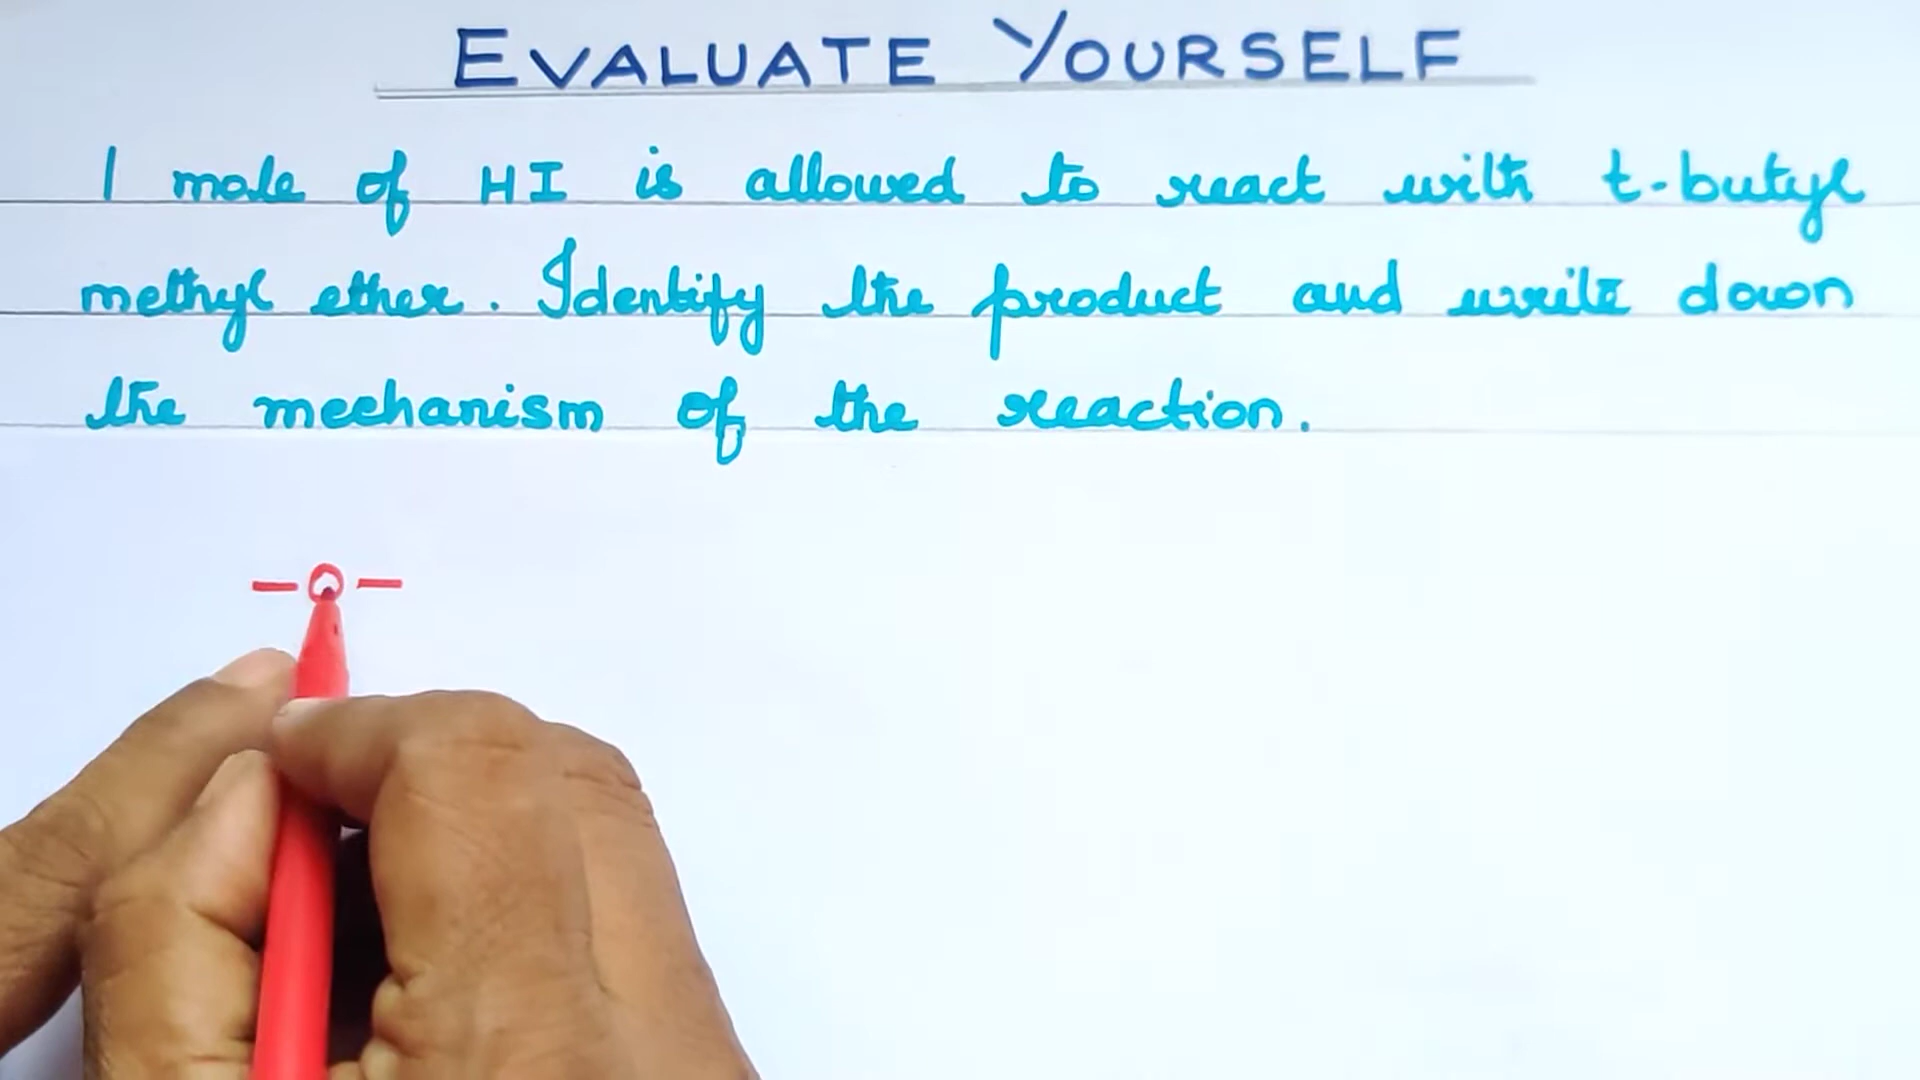 EVALUATE YOURSELF
1 mole of HI is allowed to react with t-butyl
methyl ether. Identify the product and write down
the mechanism of the reaction.
-O-